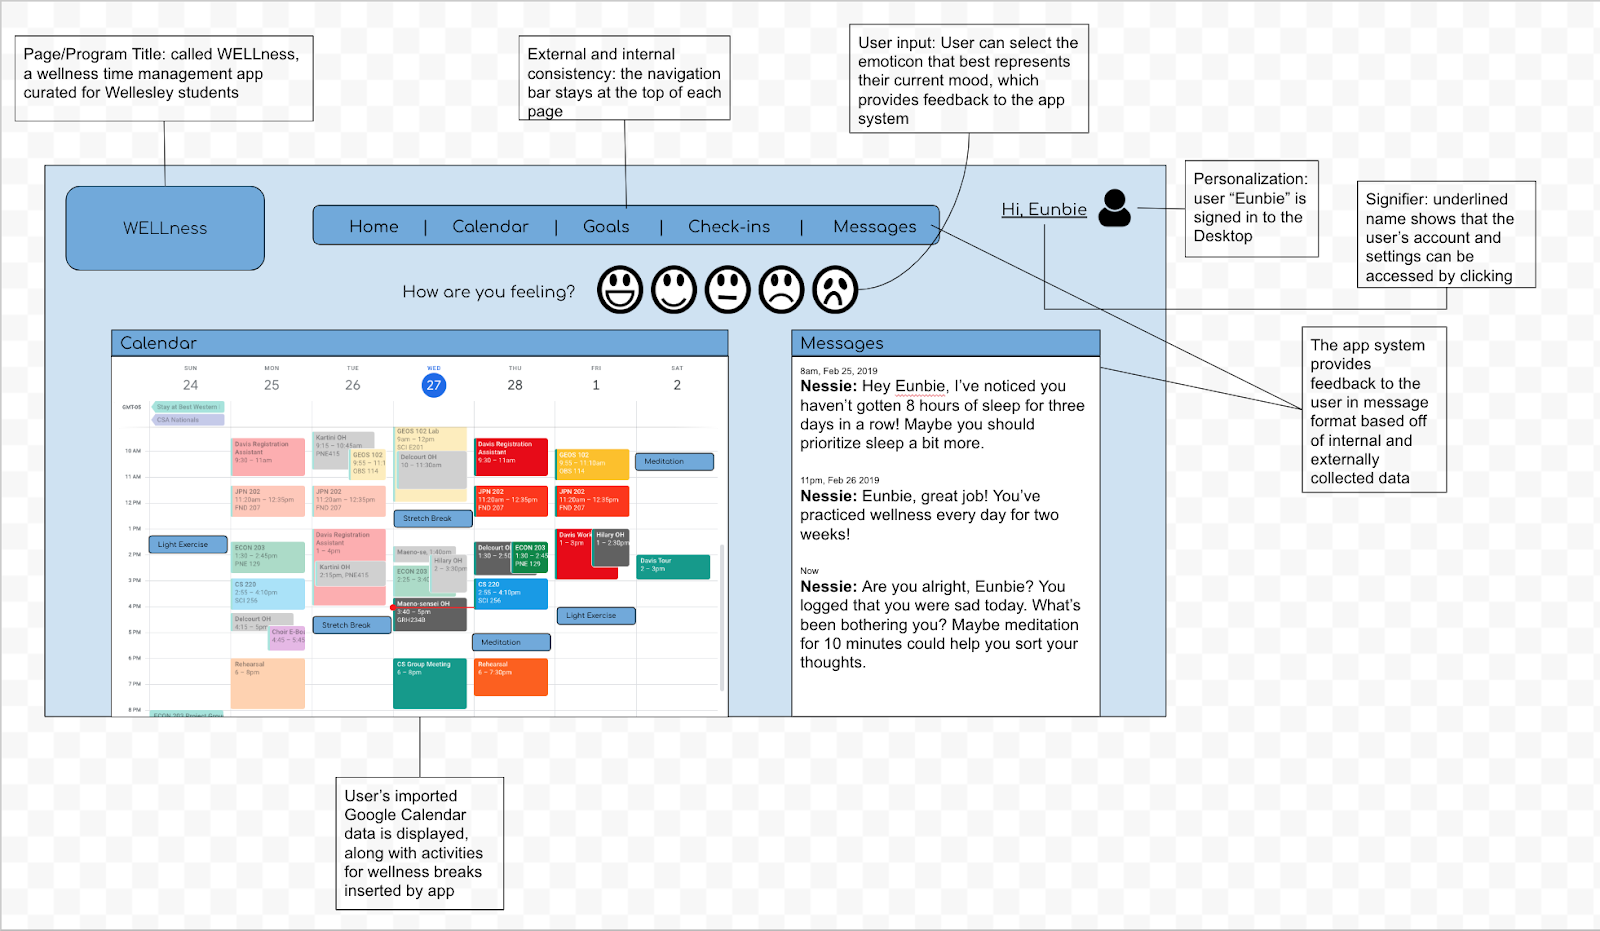 Page/Program Title: called WELLness,
a wellness time management app
curated for Wellesley students
External and internal
consistency: the navigation
bar stays at the top of each
page
User input: User can select the
emoticon that best represents
their current mood, which
provides feedback to the app
system
Personalization:
user “Eunbie” is
signed in to the
Desktop
Signifier: underlined
name shows that the
user’s account and
settings can be
accessed by clicking
The app system
provides
feedback to the
user in message
format based off
of internal and
externally
collected data
WELLness
Home | Calendar | Goals | Check-ins | Messages
Hi, Eunbie
How are you feeling?
Calendar
SUN MON TUE WED THU FRI SAT
24 25 26 27 28 1 2
GMT-05
Stay at Best Western
CSA Nationals
10 AM
11 AM
12 PM
1 PM
2 PM
3 PM
4 PM
5 PM
6 PM
7 PM
8 PM
Light Exercise
ECON 203 Project Group
Davis Registration
Assistant
9:30 – 11am
JPN 202
11:20am – 12:35pm
FND 207
ECON 203
1:30 – 2:45pm
PNE 129
CS 220
2:55 – 4:10pm
SCI 256
Delcourt OH
4:15 – 5pm
Choir E-Boa
4:45 – 5:45
Rehearsal
6 – 8pm
Kartini OH
9:15 – 10:45am
PNE415
GEOS 102
9:55 – 11:1
OBS 114
JPN 202
11:20am – 12:35pm
FND 207
Davis Registration
Assistant
1 – 4pm
Kartini OH
2:15pm, PNE415
Stretch Break
GEOS 102 Lab
9am – 12pm
SCI E201
Delcourt OH
10 – 11:30am
Stretch Break
Maeno-se, 1:40pm
ECON 203
2:25 – 3:40
Hilary OH
2 – 3:30pm
Maeno-sensei OH
3:40 – 5pm
GRH234B
CS Group Meeting
6 – 8pm
Davis Registration
Assistant
9:30 – 11am
JPN 202
11:20am – 12:35pm
FND 207
Delcourt O
1:30 – 2:50
ECON 203
1:30 – 2:45
PNE 129
CS 220
2:55 – 4:10pm
SCI 256
Meditation
Rehearsal
6 – 7:30pm
GEOS 102
9:55 – 11:10am
OBS 114
JPN 202
11:20am – 12:35pm
FND 207
Davis Work
1 – 3pm
Hilary OH
1 – 2:30pm
Light Exercise
Meditation
Davis Tour
2 – 3pm
Messages
8am, Feb 25, 2019
Nessie: Hey Eunbie, I’ve noticed you
haven’t gotten 8 hours of sleep for three
days in a row! Maybe you should
prioritize sleep a bit more.
11pm, Feb 26 2019
Nessie: Eunbie, great job! You’ve
practiced wellness every day for two
weeks!
Now
Nessie: Are you alright, Eunbie? You
logged that you were sad today. What’s
been bothering you? Maybe meditation
for 10 minutes could help you sort your
thoughts.
User’s imported
Google Calendar
data is displayed,
along with activities
for wellness breaks
inserted by app